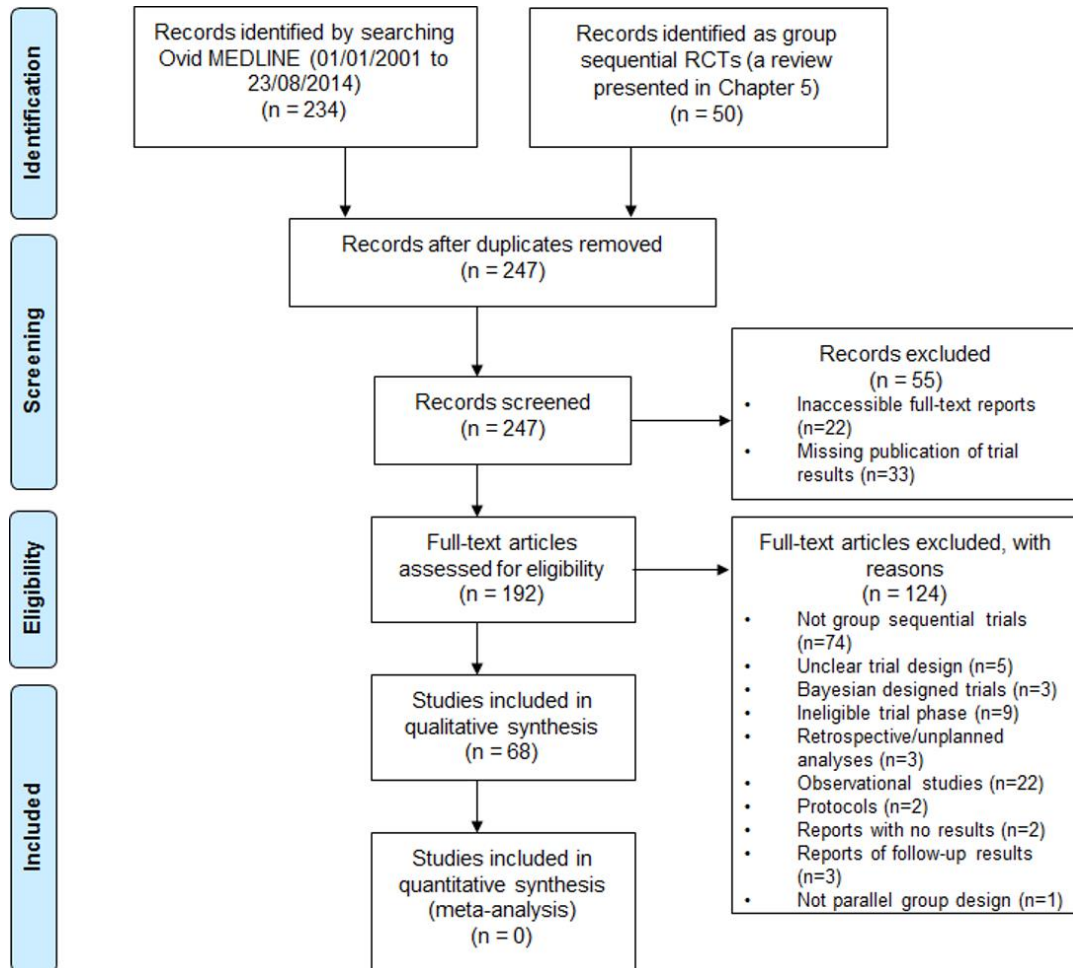 Identification
Records identified by searching
Ovid MEDLINE (01/01/2001 to
23/08/2014)
(n = 234)
Records identified as group
sequential RCTs (a review
presented in Chapter 5)
(n = 50)
Records after duplicates removed
(n = 247)
Screening
Records screened
(n = 247)
Records excluded
(n = 55)
• Inaccessible full-text reports
(n=22)
• Missing publication of trial
results (n=33)
Eligibility
Full-text articles
assessed for eligibility
(n = 192)
Full-text articles excluded, with
reasons
(n = 124)
• Not group sequential trials
(n=74)
• Unclear trial design (n=5)
• Bayesian designed trials (n=3)
• Ineligible trial phase (n=9)
• Retrospective/unplanned
analyses (n=3)
• Observational studies (n=22)
• Protocols (n=2)
• Reports with no results (n=2)
• Reports of follow-up results
(n=3)
• Not parallel group design (n=1)
Included
Studies included in
qualitative synthesis
(n = 68)
Studies included in
quantitative synthesis
(meta-analysis)
(n = 0)